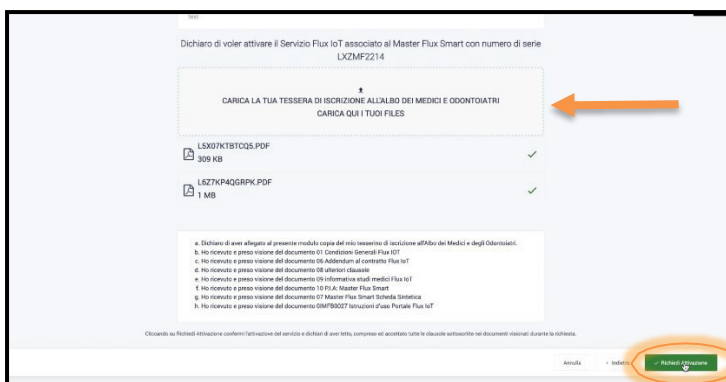 Dichiaro di voler attivare il Servizio Flux IoT associato al Master Flux Smart con numero di serie
LXZMF2214
CARICA LA TUA TESSERA DI ISCRIZIONE ALL'ALBO DEI MEDICI E ODONTOIATRI
CARICA QUI I TUOI FILES
L5X07KTBTCQ5.PDF
309 KB
L6Z7KP4QGRPK.PDF
1 MB
a. Dichiaro di aver allegato al presente modulo copia del mio tesserino di iscrizione all'Albo dei Medici e degli Odontoiatri.
b. Ho ricevuto e preso visione del documento 01 Condizioni Generali Flux IOT
c. Ho ricevuto e preso visione del documento 06 Addendum al contratto Flux IoT
d. Ho ricevuto e preso visione del documento 08 ulteriori clausole
e. Ho ricevuto e preso visione del documento 09 informativa studi medici Flux IoT
f. Ho ricevuto e preso visione del documento 10 P.I.A: Master Flux Smart
g. Ho ricevuto e preso visione del documento 07 Master Flux Smart Scheda Sintetica
h. Ho ricevuto e preso visione del documento 0IMFB0027 Istruzioni d'uso Portale Flux IoT
Cliccando su Richiedi Attivazione confermi l'attivazione del servizio e dichiari di aver letto, compreso ed accettato tutte le clausole sottoscritte nei documenti visionati durante la richiesta.
Annulla < Indietro Richiedi Attivazione